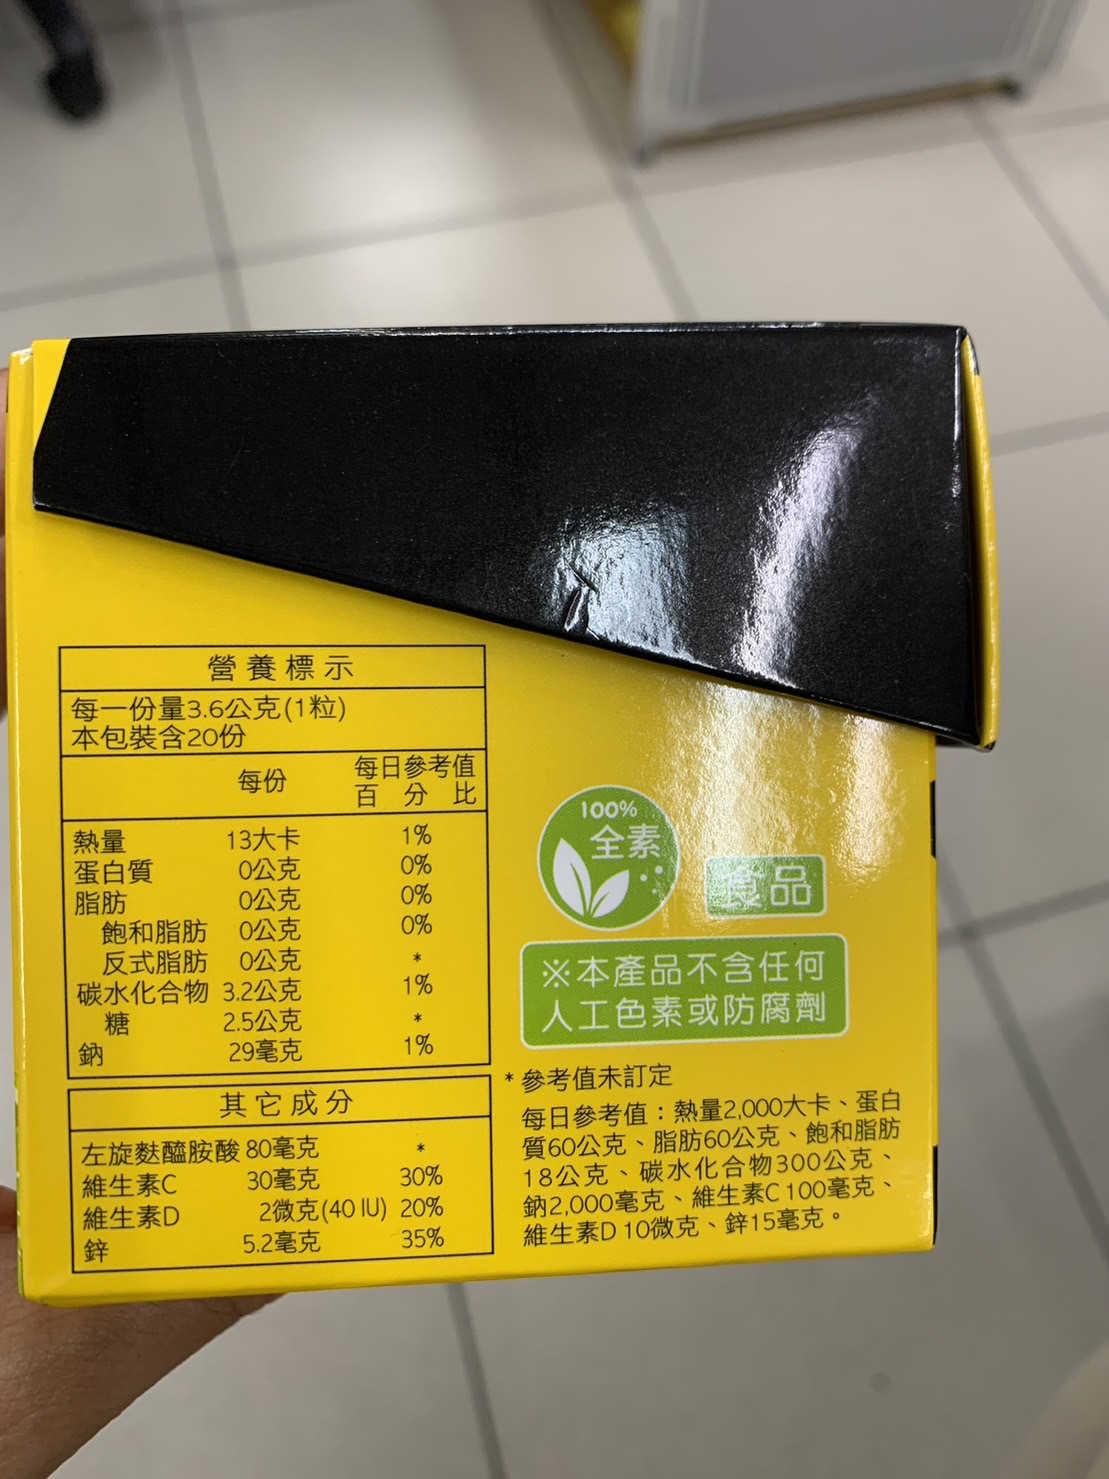 營養標示
每一份量3.6公克(1粒)
本包裝含20份
每份 每日參考值
百分比
熱量 13大卡 1%
蛋白質 0公克 0%
脂肪 0公克 0%
飽和脂肪 0公克 0%
反式脂肪 0公克 *
碳水化合物 3.2公克 1%
糖 2.5公克 *
鈉 29毫克 1%
其它成分
左旋麩醯胺酸 80毫克 *
維生素C 30毫克 30%
維生素D 2微克(40 IU) 20%
鋅 5.2毫克 35%
100%
全素
食品
※本產品不含任何
人工色素或防腐劑
*參考值未訂定
每日參考值：熱量2,000大卡、蛋白
質60公克、脂肪60公克、飽和脂肪
18公克、碳水化合物300公克、
鈉2,000毫克、維生素C 100毫克、
維生素D 10微克、鋅15毫克。